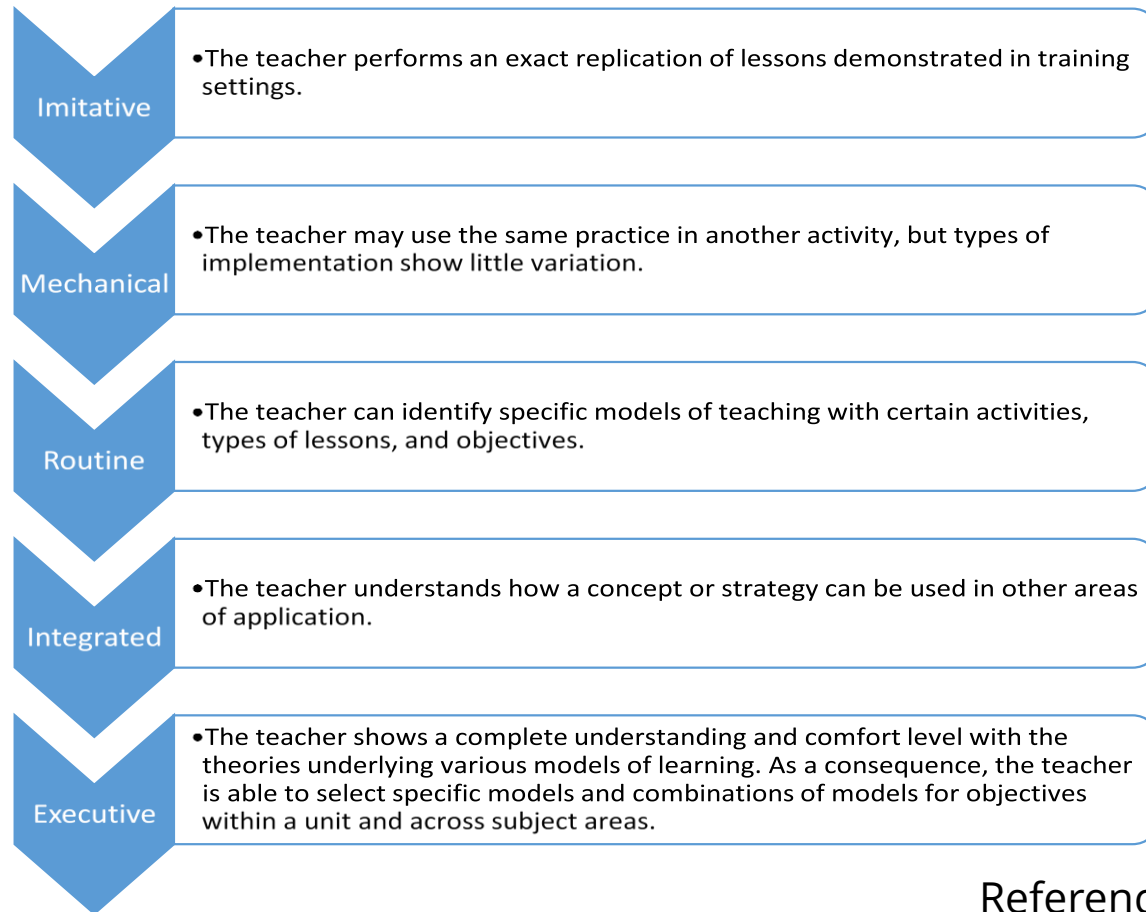 Imitative
•The teacher performs an exact replication of lessons demonstrated in training
settings.
Mechanical
•The teacher may use the same practice in another activity, but types of
implementation show little variation.
Routine
•The teacher can identify specific models of teaching with certain activities,
types of lessons, and objectives.
Integrated
•The teacher understands how a concept or strategy can be used in other areas
of application.
Executive
•The teacher shows a complete understanding and comfort level with the
theories underlying various models of learning. As a consequence, the teacher
is able to select specific models and combinations of models for objectives
within a unit and across subject areas.
Referenc